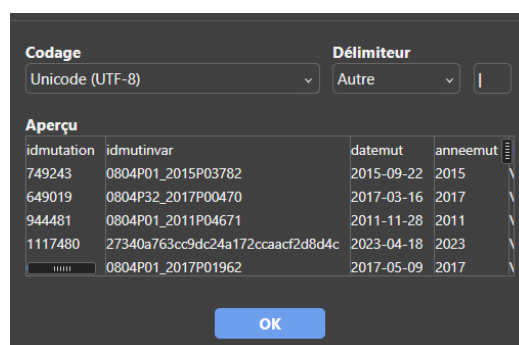 Codage Délimiteur
Unicode (UTF-8) Autre |
Aperçu
idmutation idmutinvar datemut anneemut
749243 0804P01_2015P03782 2015-09-22 2015
649019 0804P32_2017P00470 2017-03-16 2017
944481 0804P01_2011P04671 2011-11-28 2011
1117480 27340a763cc9dc24a172ccaacf2d8d4c 2023-04-18 2023
0804P01_2017P01962 2017-05-09 2017
OK